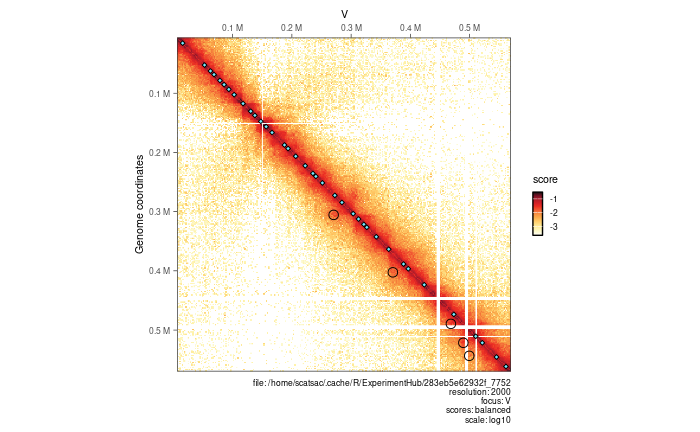 V
0.1 M 0.2 M 0.3 M 0.4 M 0.5 M
Genome coordinates
0.1 M
0.2 M
0.3 M
0.4 M
0.5 M
score
-1
-2
-3
file: /home/scatsac/.cache/R/ExperimentHub/283eb5e62932f_7752
resolution: 2000
focus: V
scores: balanced
scale: log10